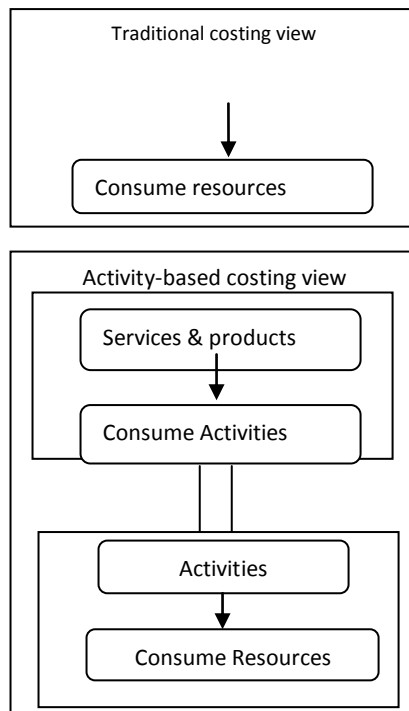 Traditional costing view
Consume resources
Activity-based costing view
Services & products
Consume Activities
Activities
Consume Resources